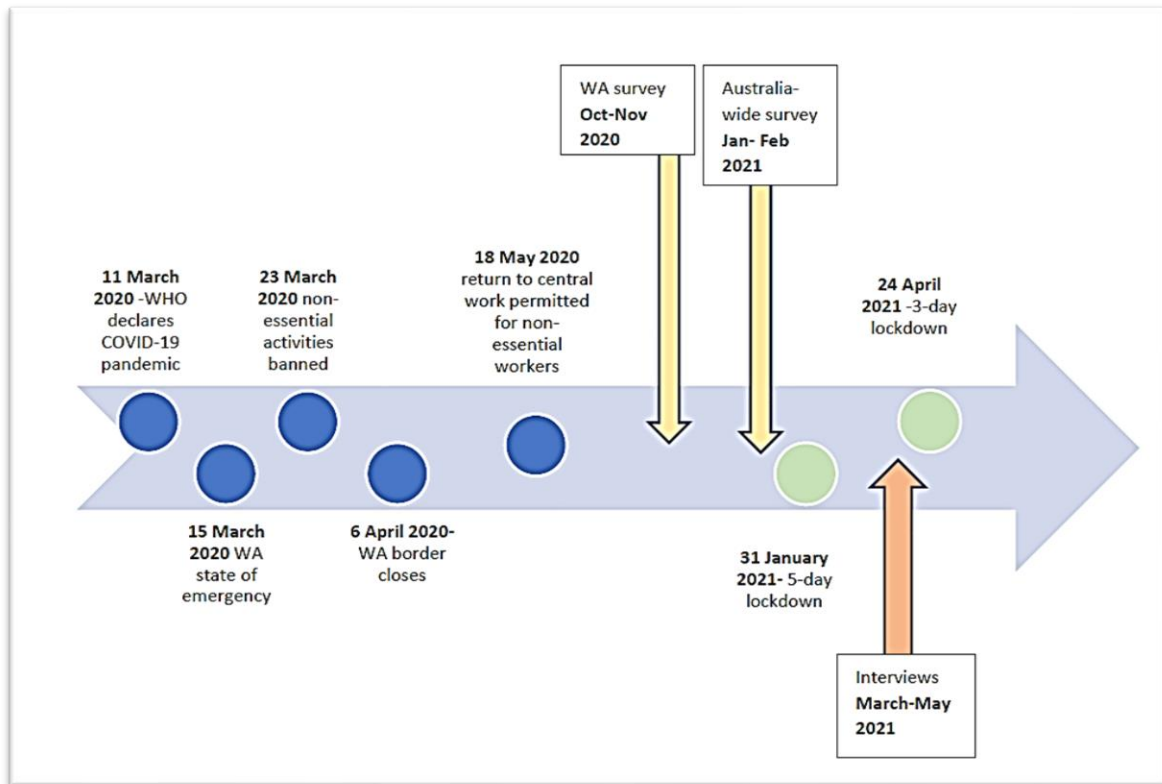 WA survey
Oct-Nov
2020
Australia-
wide survey
Jan- Feb
2021
11 March
2020 -WHO
declares
COVID-19
pandemic
23 March
2020 non-
essential
activities
banned
18 May 2020
return to central
work permitted
for non-
essential
workers
24 April
2021 -3-day
lockdown
15 March
2020 WA
state of
emergency
6 April 2020-
WA border
closes
31 January
2021- 5-day
lockdown
Interviews
March-May
2021